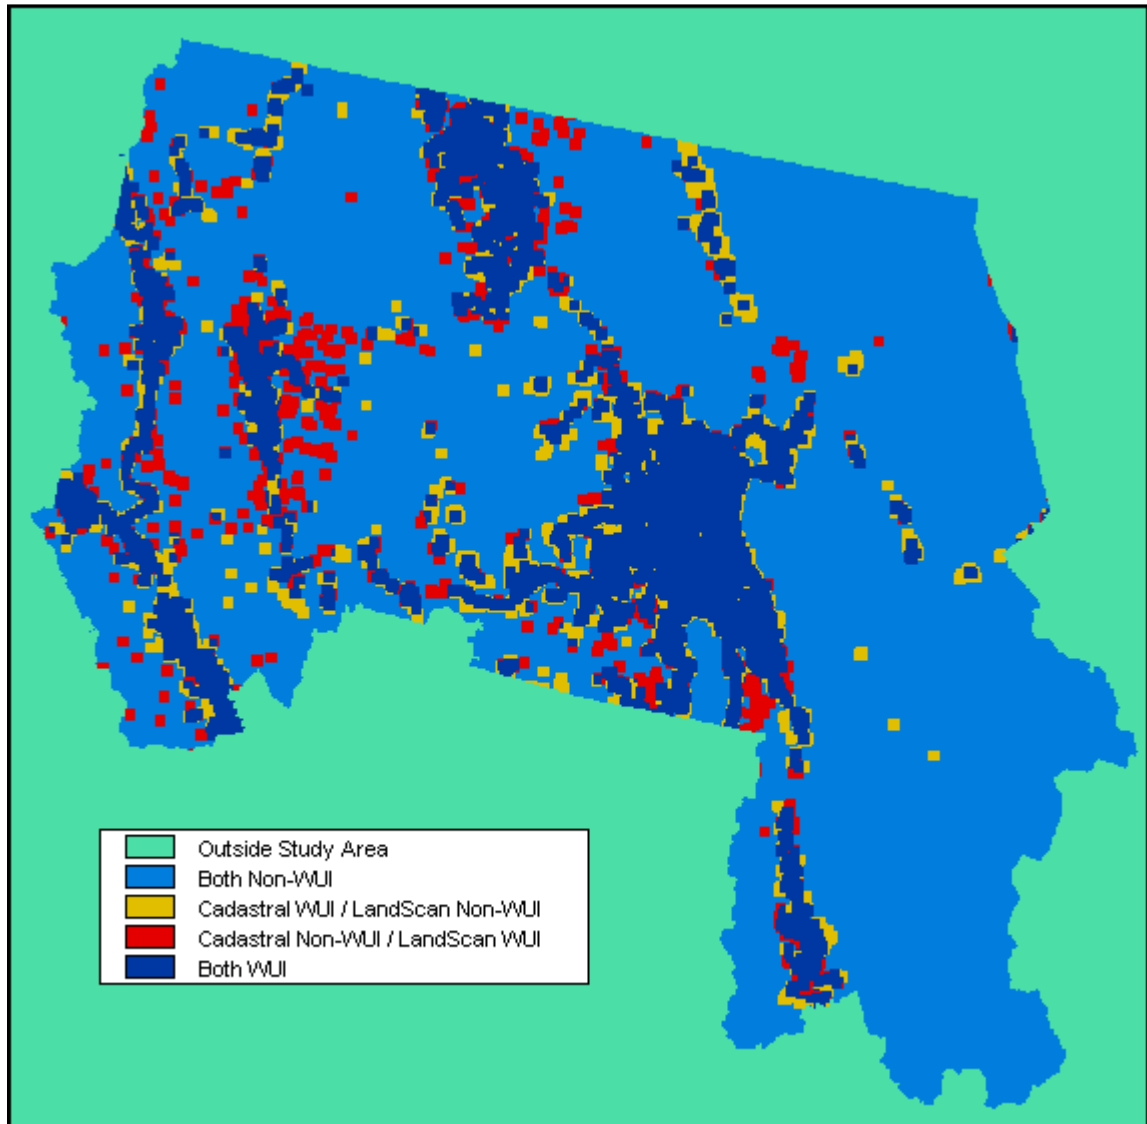 Outside Study Area
Both Non-WUI
Cadastral WUI / LandScan Non-WUI
Cadastral Non-WUI / LandScan WUI
Both WUI